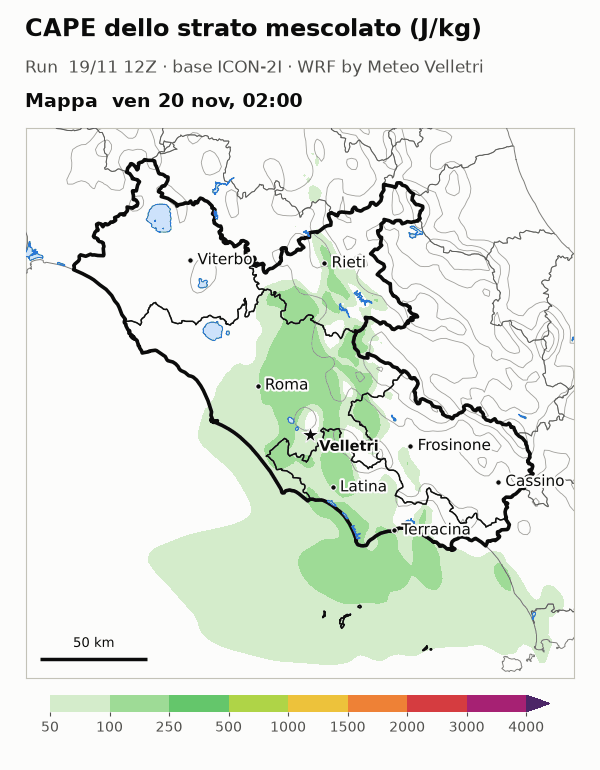 CAPE dello strato mescolato (J/kg)
Run  19/11 12Z · base ICON-2I · WRF by Meteo Velletri
Mappa  ven 20 nov, 02:00
Viterbo
Rieti
Roma
Velletri
Frosinone
Latina
Cassino
Terracina
50 km
50 100 250 500 1000 1500 2000 3000 4000